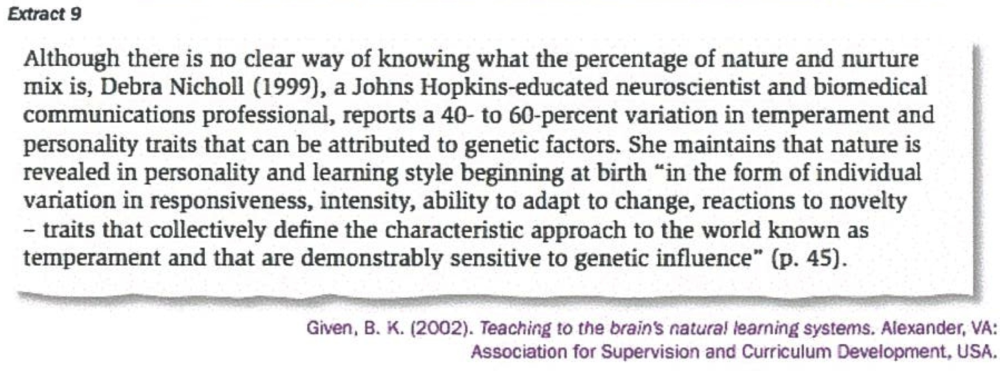 Extract 9
Although there is no clear way of knowing what the percentage of nature and nurture
mix is, Debra Nicholl (1999), a Johns Hopkins-educated neuroscientist and biomedical
communications professional, reports a 40- to 60-percent variation in temperament and
personality traits that can be attributed to genetic factors. She maintains that nature is
revealed in personality and learning style beginning at birth “in the form of individual
variation in responsiveness, intensity, ability to adapt to change, reactions to novelty
– traits that collectively define the characteristic approach to the world known as
temperament and that are demonstrably sensitive to genetic influence” (p. 45).
Given, B. K. (2002). Teaching to the brain's natural learning systems. Alexander, VA:
Association for Supervision and Curriculum Development, USA.